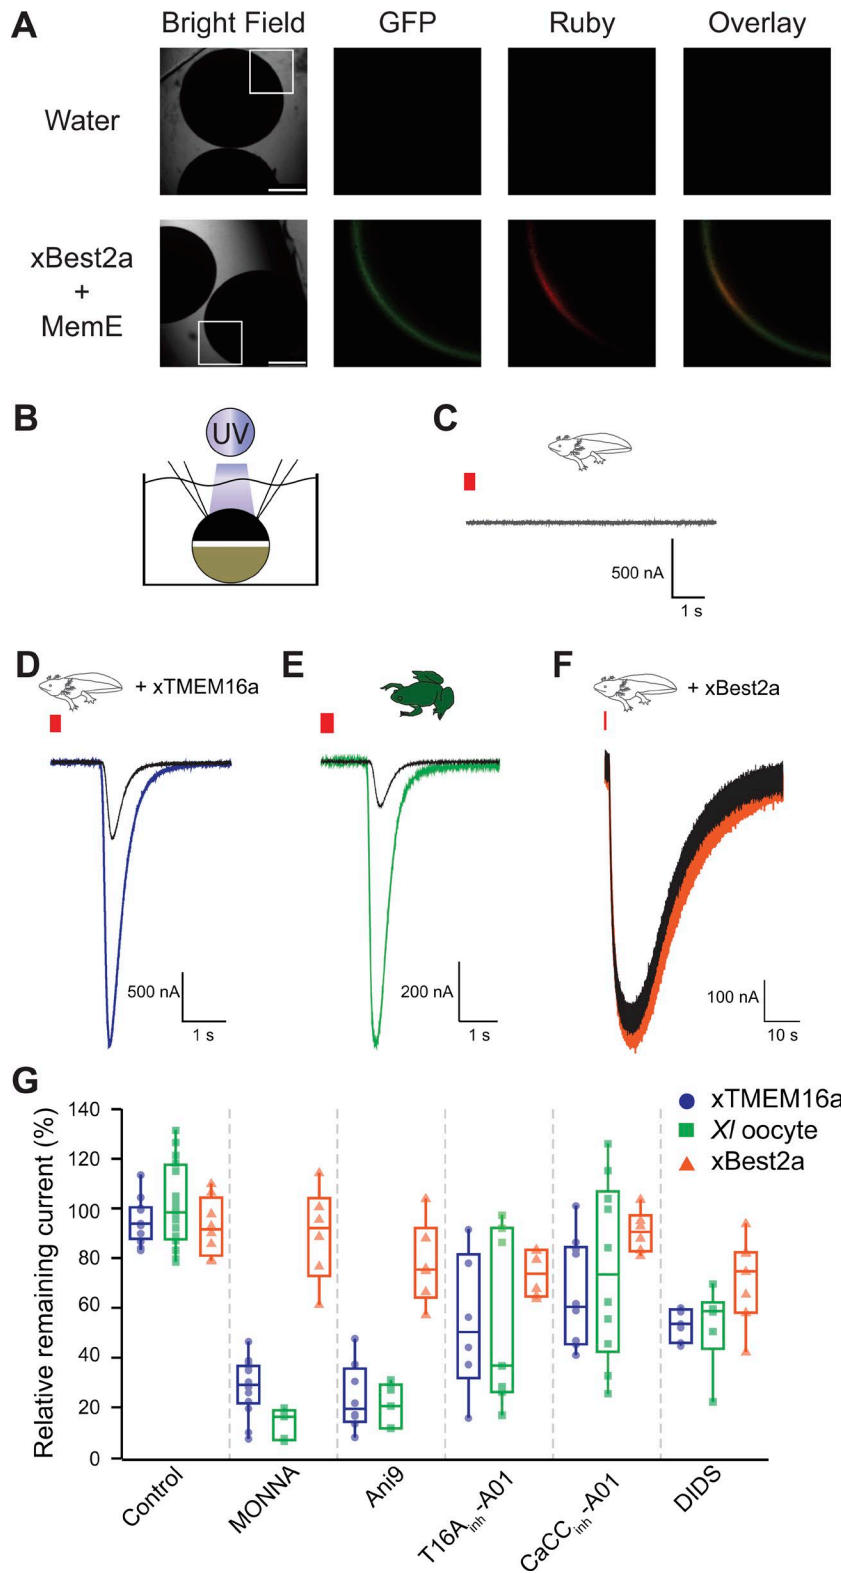 A
Bright Field GFP Ruby Overlay
Water
xBest2a
+
MemE
B
UV
C
500 nA
1 s
D
+ xTMEM16a
500 nA
1 s
E
200 nA
1 s
F
+ xBest2a
100 nA
10 s
G
xTMEM16a
Xl oocyte
xBest2a
Relative remaining current (%)
140
120
100
80
60
40
20
0
Control
MONNA
Ani9
T16Ainh-A01
CaCCinh-A01
DIDS